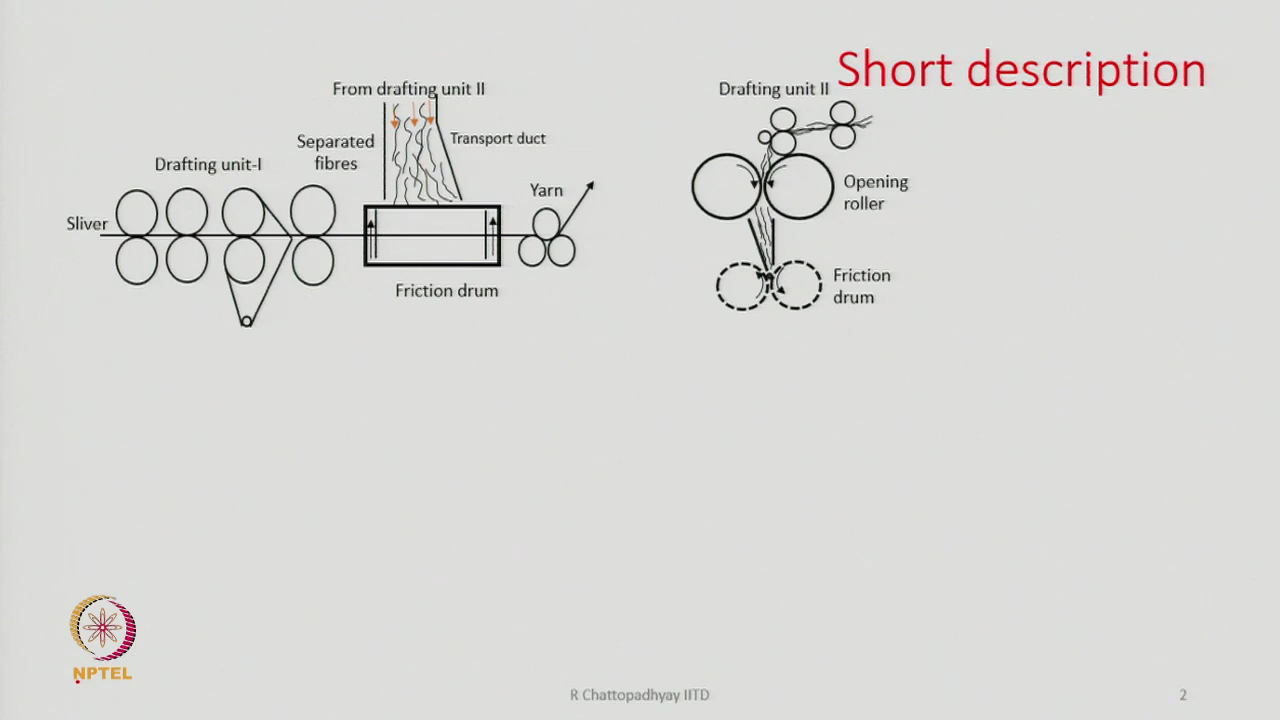 Short description
From drafting unit II
Drafting unit II
Separated
fibres
Transport duct
Drafting unit-I
Yarn
Sliver
Opening
roller
Friction drum
Friction
drum
NPTEL
R Chattopadhyay IITD
2